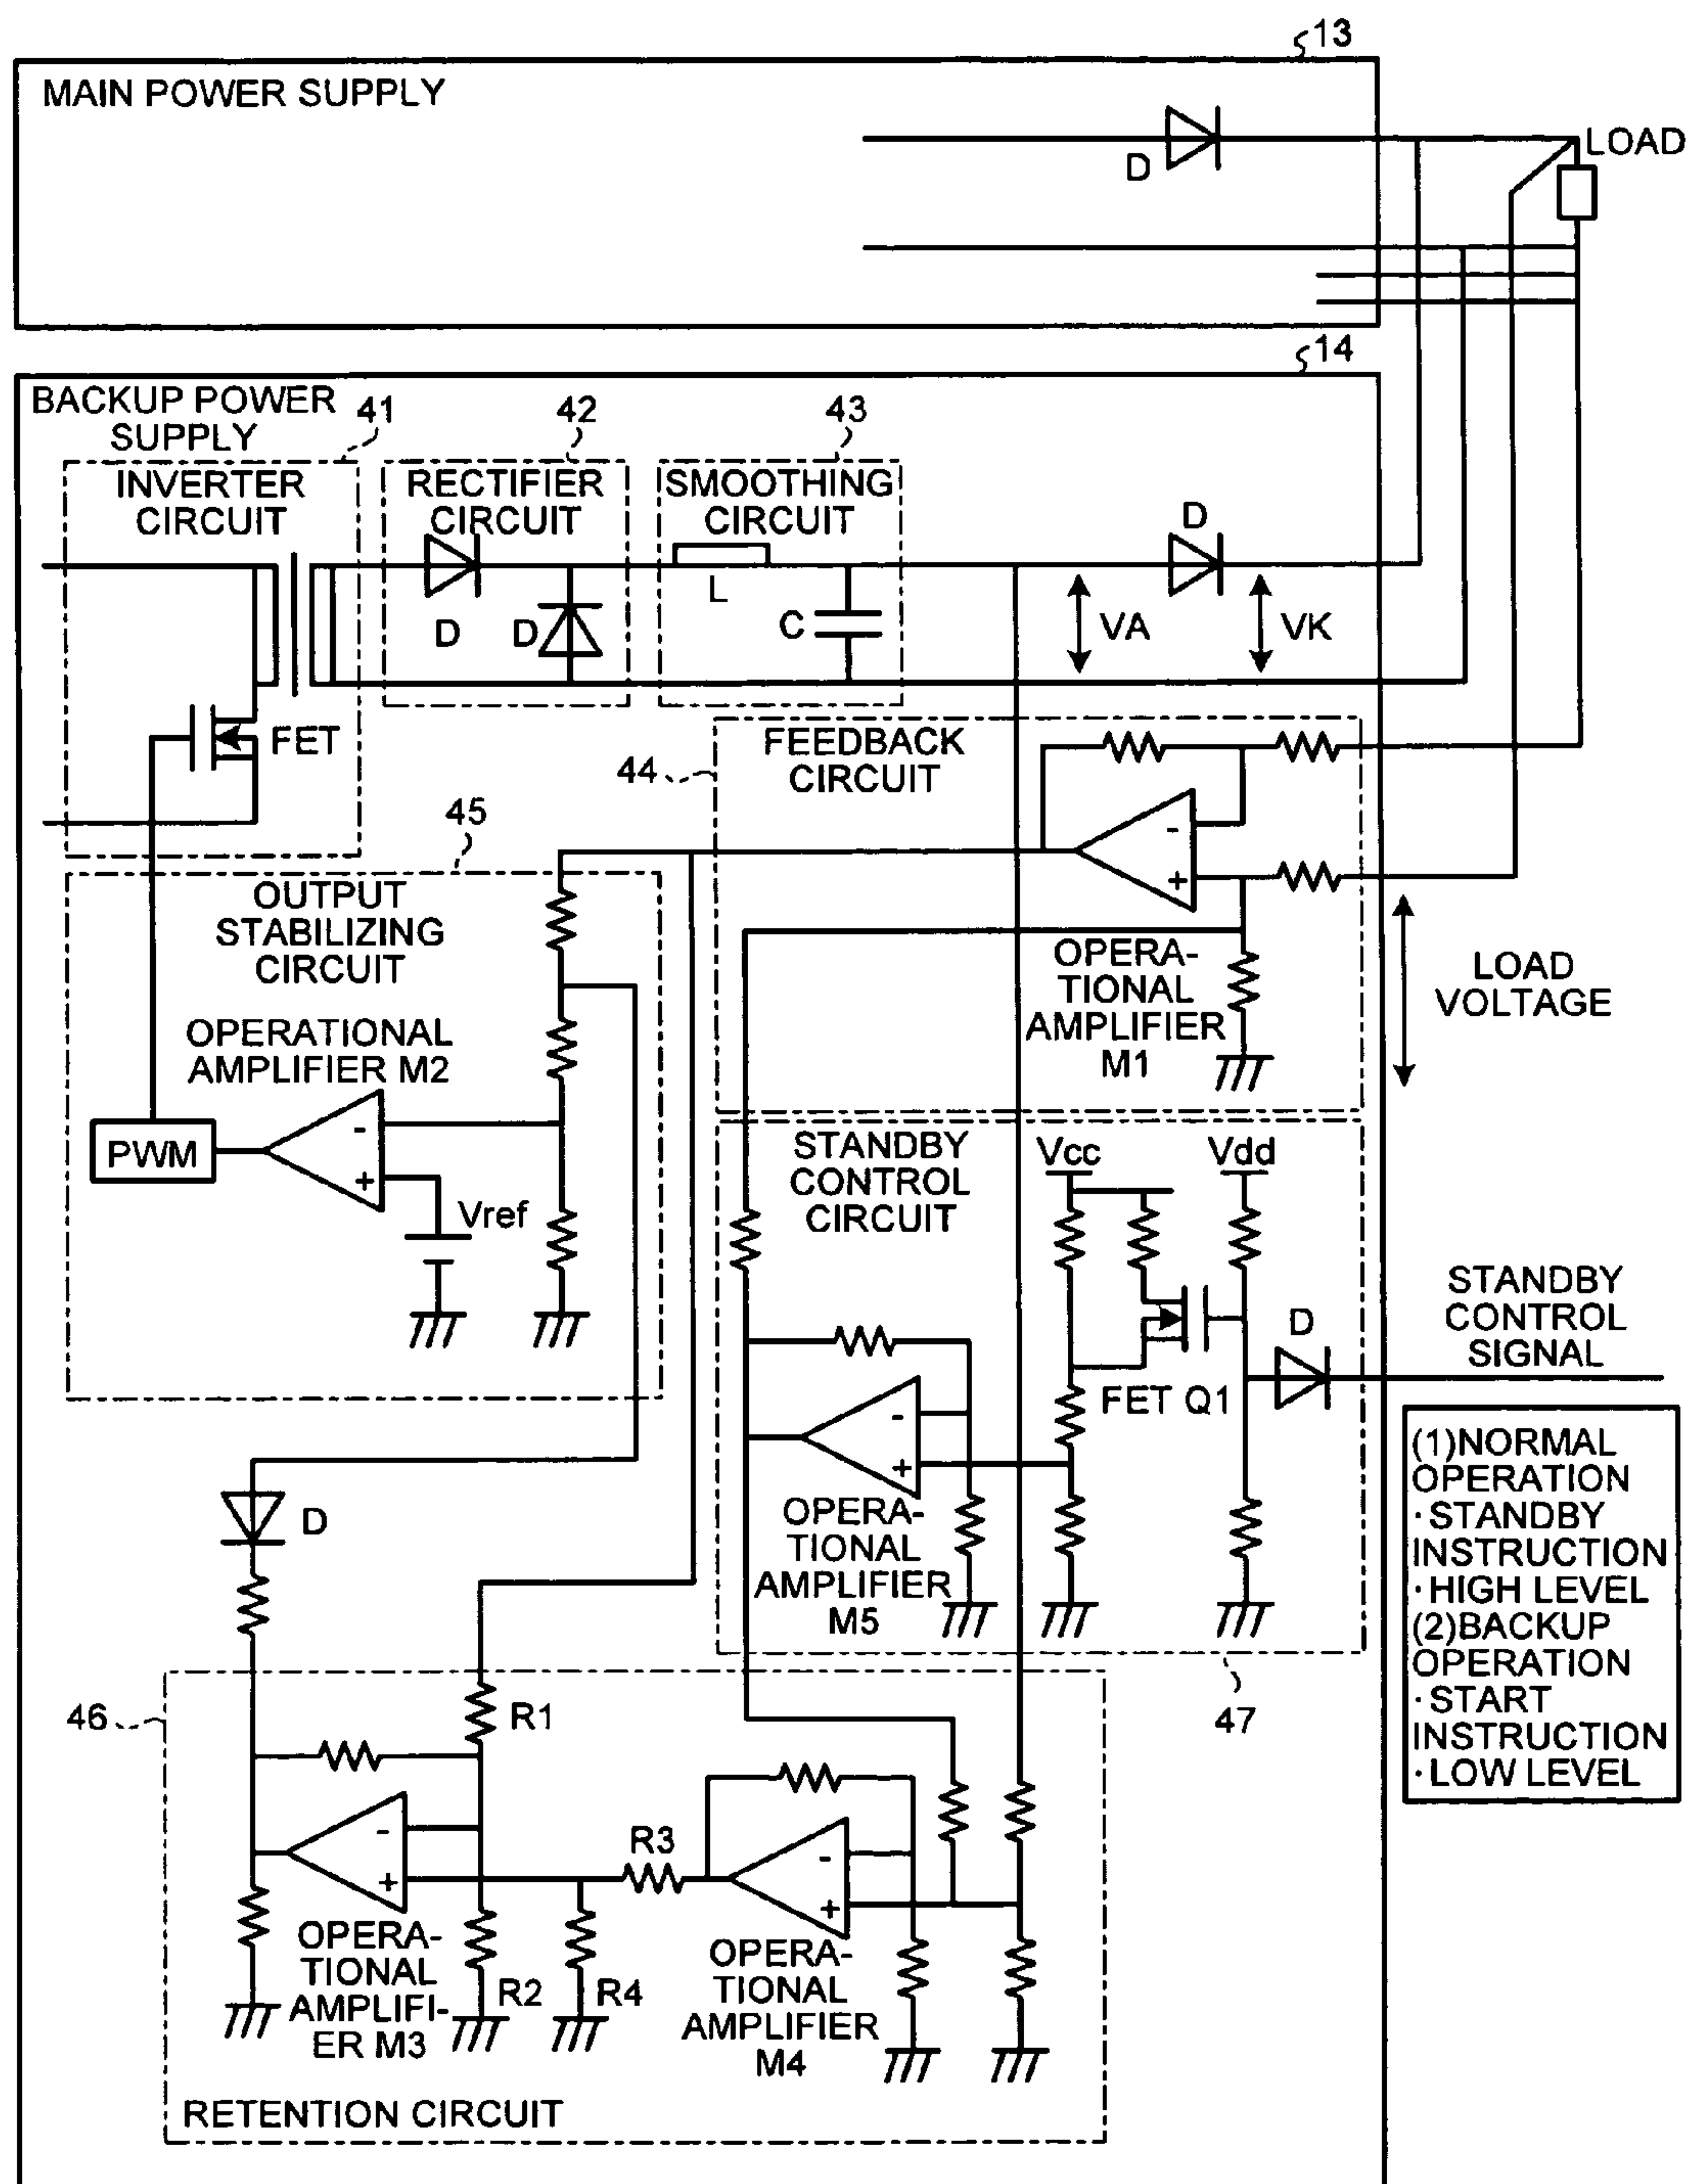 13
MAIN POWER SUPPLY
D
LOAD
14
BACKUP POWER
SUPPLY
41
42
43
INVERTER
CIRCUIT
RECTIFIER
CIRCUIT
SMOOTHING
CIRCUIT
D
D
D
L
C
VA
VK
FET
44
FEEDBACK
CIRCUIT
-
+
OPERA-
TIONAL
AMPLIFIER
M1
LOAD
VOLTAGE
45
OUTPUT
STABILIZING
CIRCUIT
OPERATIONAL
AMPLIFIER M2
PWM
-
+
Vref
STANDBY
CONTROL
CIRCUIT
Vcc
Vdd
FET Q1
D
STANDBY
CONTROL
SIGNAL
-
+
OPERA-
TIONAL
AMPLIFIER
M5
47
(1)NORMAL
OPERATION
·STANDBY
INSTRUCTION
·HIGH LEVEL
(2)BACKUP
OPERATION
·START
INSTRUCTION
·LOW LEVEL
D
46
R1
-
+
R3
-
+
OPERA-
TIONAL
AMPLIFI-
ER M3
R2
R4
OPERA-
TIONAL
AMPLIFIER
M4
RETENTION CIRCUIT